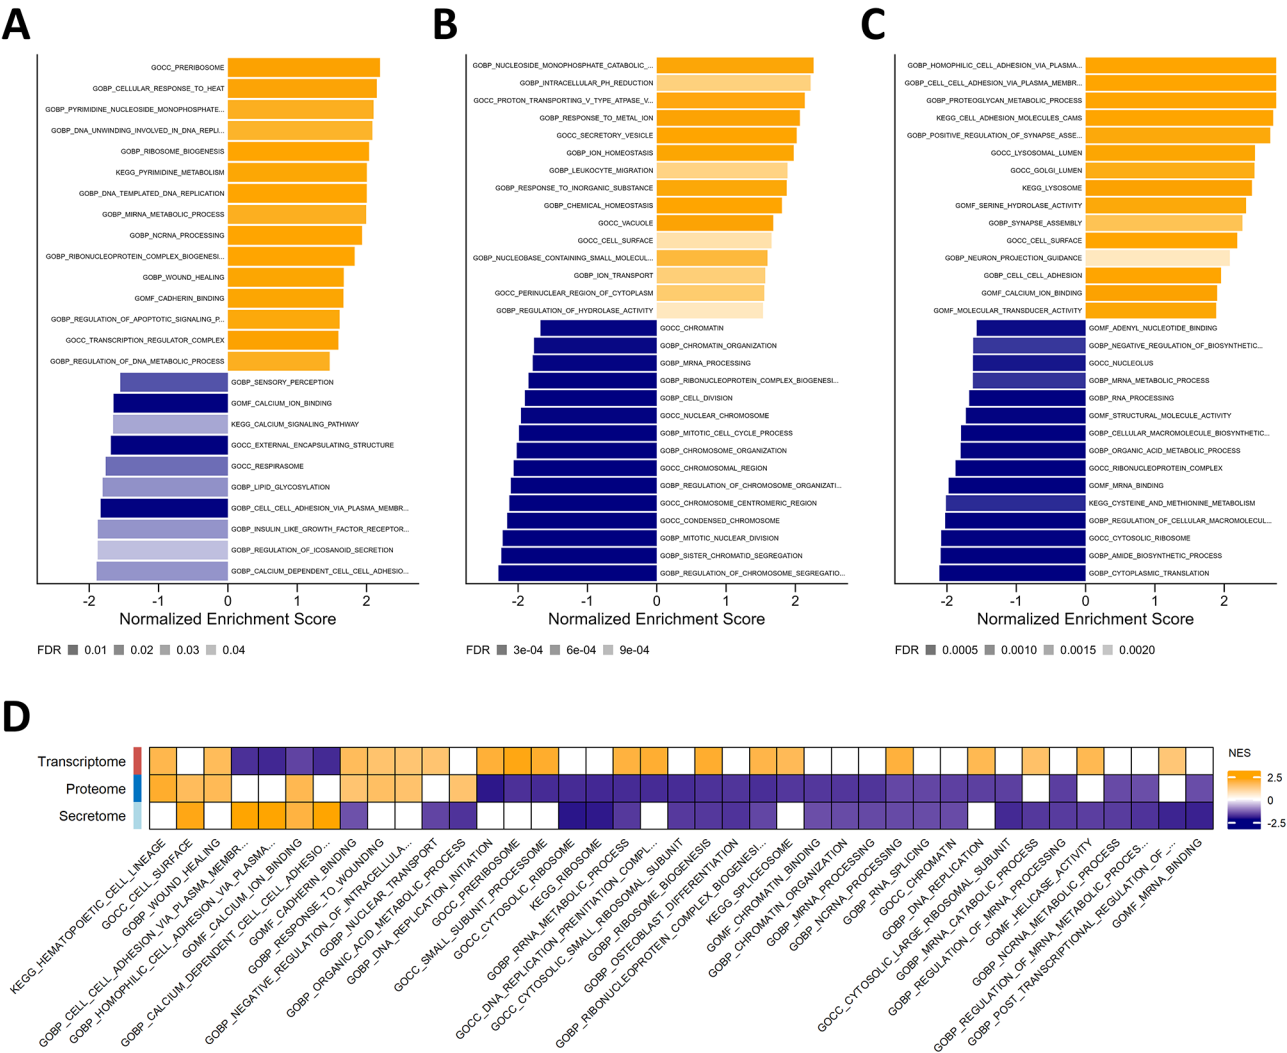 A
GOCC_PRERIBOSOME
GOBP_CELLULAR_RESPONSE_TO_HEAT
GOBP_PYRIMIDINE_NUCLEOSIDE_MONOPHOSPHATE...
GOBP_DNA_UNWINDING_INVOLVED_IN_DNA_REPLI...
GOBP_RIBOSOME_BIOGENESIS
KEGG_PYRIMIDINE_METABOLISM
GOBP_DNA_TEMPLATED_DNA_REPLICATION
GOBP_MIRNA_METABOLIC_PROCESS
GOBP_NCRNA_PROCESSING
GOBP_RIBONUCLEOPROTEIN_COMPLEX_BIOGENESI...
GOBP_WOUND_HEALING
GOMF_CADHERIN_BINDING
GOBP_REGULATION_OF_APOPTOTIC_SIGNALING_P...
GOCC_TRANSCRIPTION_REGULATOR_COMPLEX
GOBP_REGULATION_OF_DNA_METABOLIC_PROCESS
GOBP_SENSORY_PERCEPTION
GOMF_CALCIUM_ION_BINDING
KEGG_CALCIUM_SIGNALING_PATHWAY
GOCC_EXTERNAL_ENCAPSULATING_STRUCTURE
GOCC_RESPIRASOME
GOBP_LIPID_GLYCOSYLATION
GOBP_CELL_CELL_ADHESION_VIA_PLASMA_MEMBR...
GOBP_INSULIN_LIKE_GROWTH_FACTOR_RECEPTOR...
GOBP_REGULATION_OF_ICOSANOID_SECRETION
GOBP_CALCIUM_DEPENDENT_CELL_CELL_ADHESIO...
-2 -1 0 1 2
Normalized Enrichment Score
FDR 0.01 0.02 0.03 0.04
B
GOBP_NUCLEOSIDE_MONOPHOSPHATE_CATABOLIC_...
GOBP_INTRACELLULAR_PH_REDUCTION
GOCC_PROTON_TRANSPORTING_V_TYPE_ATPASE_V...
GOBP_RESPONSE_TO_METAL_ION
GOCC_SECRETORY_VESICLE
GOBP_ION_HOMEOSTASIS
GOBP_LEUKOCYTE_MIGRATION
GOBP_RESPONSE_TO_INORGANIC_SUBSTANCE
GOBP_CHEMICAL_HOMEOSTASIS
GOCC_VACUOLE
GOCC_CELL_SURFACE
GOBP_NUCLEOBASE_CONTAINING_SMALL_MOLECUL...
GOBP_ION_TRANSPORT
GOCC_PERINUCLEAR_REGION_OF_CYTOPLASM
GOBP_REGULATION_OF_HYDROLASE_ACTIVITY
GOCC_CHROMATIN
GOBP_CHROMATIN_ORGANIZATION
GOBP_MRNA_PROCESSING
GOBP_RIBONUCLEOPROTEIN_COMPLEX_BIOGENESI...
GOBP_CELL_DIVISION
GOCC_NUCLEAR_CHROMOSOME
GOBP_MITOTIC_CELL_CYCLE_PROCESS
GOBP_CHROMOSOME_ORGANIZATION
GOCC_CHROMOSOMAL_REGION
GOBP_REGULATION_OF_CHROMOSOME_ORGANIZATI...
GOCC_CHROMOSOME_CENTROMERIC_REGION
GOCC_CONDENSED_CHROMOSOME
GOBP_MITOTIC_NUCLEAR_DIVISION
GOBP_SISTER_CHROMATID_SEGREGATION
GOBP_REGULATION_OF_CHROMOSOME_SEGREGATIO...
-2 -1 0 1 2
Normalized Enrichment Score
FDR 3e-04 6e-04 9e-04
C
GOBP_HOMOPHILIC_CELL_ADHESION_VIA_PLASMA...
GOBP_CELL_CELL_ADHESION_VIA_PLASMA_MEMBR...
GOBP_PROTEOGLYCAN_METABOLIC_PROCESS
KEGG_CELL_ADHESION_MOLECULES_CAMS
GOBP_POSITIVE_REGULATION_OF_SYNAPSE_ASSE...
GOCC_LYSOSOMAL_LUMEN
GOCC_GOLGI_LUMEN
KEGG_LYSOSOME
GOMF_SERINE_HYDROLASE_ACTIVITY
GOBP_SYNAPSE_ASSEMBLY
GOCC_CELL_SURFACE
GOBP_NEURON_PROJECTION_GUIDANCE
GOBP_CELL_CELL_ADHESION
GOMF_CALCIUM_ION_BINDING
GOMF_MOLECULAR_TRANSDUCER_ACTIVITY
GOMF_ADENYL_NUCLEOTIDE_BINDING
GOBP_NEGATIVE_REGULATION_OF_BIOSYNTHETIC...
GOCC_NUCLEOLUS
GOBP_MRNA_METABOLIC_PROCESS
GOBP_RNA_PROCESSING
GOMF_STRUCTURAL_MOLECULE_ACTIVITY
GOBP_CELLULAR_MACROMOLECULE_BIOSYNTHETIC...
GOBP_ORGANIC_ACID_METABOLIC_PROCESS
GOCC_RIBONUCLEOPROTEIN_COMPLEX
GOMF_MRNA_BINDING
KEGG_CYSTEINE_AND_METHIONINE_METABOLISM
GOBP_REGULATION_OF_CELLULAR_MACROMOLECUL...
GOCC_CYTOSOLIC_RIBOSOME
GOBP_AMIDE_BIOSYNTHETIC_PROCESS
GOBP_CYTOPLASMIC_TRANSLATION
-2 -1 0 1 2
Normalized Enrichment Score
FDR 0.0005 0.0010 0.0015 0.0020
D
Transcriptome
Proteome
Secretome
NES
2.5
0
-2.5
KEGG_HEMATOPOIETIC_CELL_LINEAGE
GOCC_CELL_SURFACE
GOBP_WOUND_HEALING
GOBP_CELL_CELL_ADHESION_VIA_PLASMA_MEMBR...
GOBP_HOMOPHILIC_CELL_ADHESION_VIA_PLASMA...
GOMF_CALCIUM_ION_BINDING
GOBP_CALCIUM_DEPENDENT_CELL_CELL_ADHESIO...
GOMF_CADHERIN_BINDING
GOBP_RESPONSE_TO_WOUNDING
GOBP_NEGATIVE_REGULATION_OF_INTRACELLULA...
GOBP_NUCLEAR_TRANSPORT
GOBP_ORGANIC_ACID_METABOLIC_PROCESS
GOBP_DNA_REPLICATION_INITIATION
GOCC_PRERIBOSOME
GOCC_SMALL_SUBUNIT_PROCESSOME
GOCC_CYTOSOLIC_RIBOSOME
KEGG_RIBOSOME
GOBP_RRNA_METABOLIC_PROCESS
GOCC_DNA_REPLICATION_PREINITIATION_COMPL...
GOCC_CYTOSOLIC_SMALL_RIBOSOMAL_SUBUNIT
GOBP_RIBOSOME_BIOGENESIS
GOBP_OSTEOBLAST_DIFFERENTIATION
GOBP_RIBONUCLEOPROTEIN_COMPLEX_BIOGENESI...
KEGG_SPLICEOSOME
GOMF_CHROMATIN_BINDING
GOBP_CHROMATIN_ORGANIZATION
GOBP_MRNA_PROCESSING
GOBP_NCRNA_PROCESSING
GOBP_RNA_SPLICING
GOCC_CHROMATIN
GOBP_DNA_REPLICATION
GOCC_CYTOSOLIC_LARGE_RIBOSOMAL_SUBUNIT
GOBP_MRNA_CATABOLIC_PROCESS
GOBP_REGULATION_OF_MRNA_PROCESSING
GOMF_HELICASE_ACTIVITY
GOBP_NCRNA_METABOLIC_PROCESS
GOBP_REGULATION_OF_MRNA_METABOLIC_PROCES...
GOBP_POST_TRANSCRIPTIONAL_REGULATION_OF_...
GOMF_MRNA_BINDING